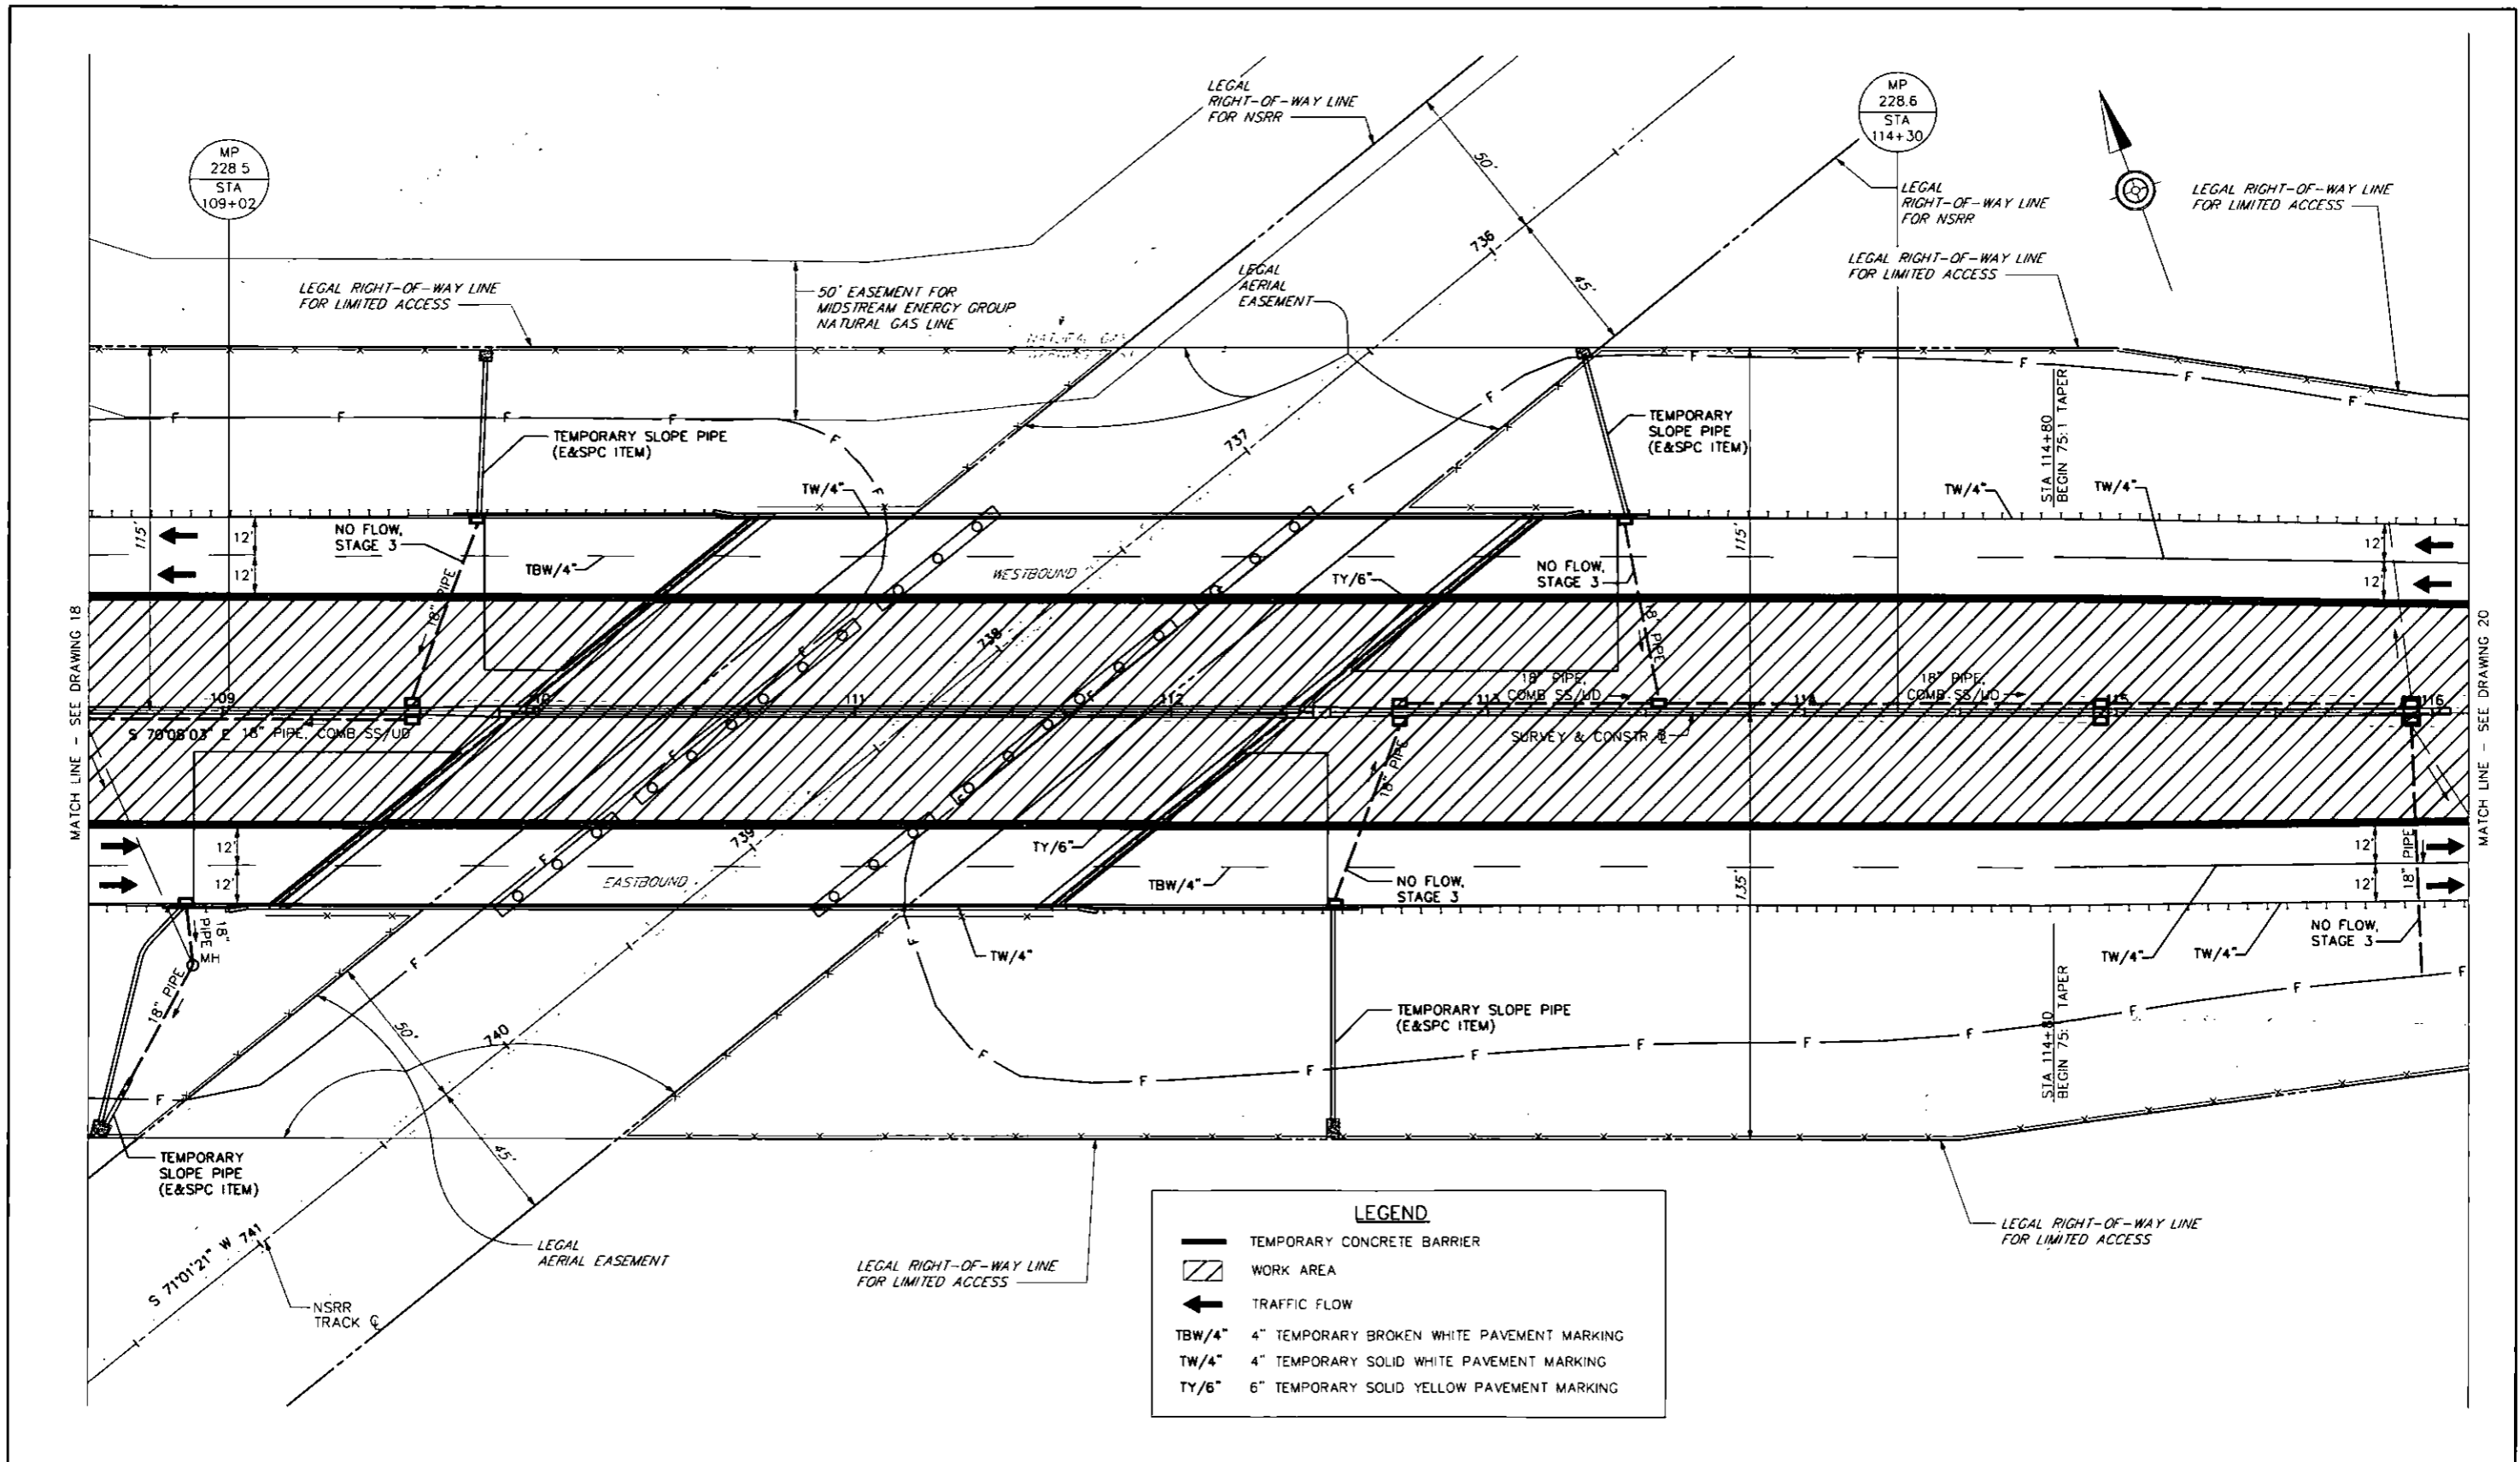 MP
228 5
STA
109+02
LEGAL
RIGHT-OF-WAY LINE
FOR NSRR
MP
228.6
STA
114+30
LEGAL
RIGHT-OF-WAY LINE
FOR NSRR
LEGAL RIGHT-OF-WAY LINE
FOR LIMITED ACCESS
LEGAL RIGHT-OF-WAY LINE
FOR LIMITED ACCESS
50'
45'
736
LEGAL
AERIAL
EASEMENT
50' EASEMENT FOR
MIDSTREAM ENERGY GROUP
NATURAL GAS LINE
LEGAL RIGHT-OF-WAY LINE
FOR LIMITED ACCESS
F
F
F
F
F
F
F
F
F
F
F
F
F
737
TEMPORARY SLOPE PIPE
(E&SPC ITEM)
TEMPORARY
SLOPE PIPE
(E&SPC ITEM)
STA 114+80
BEGIN 75:1 TAPER
TW/4"
TW/4"
TW/4"
115'
12'
12'
NO FLOW,
STAGE 3
TBW/4"
WESTBOUND
TY/6"
NO FLOW,
STAGE 3
115'
12'
12'
MATCH LINE - SEE DRAWING 18
MATCH LINE - SEE DRAWING 20
18" PIPE
738
18" PIPE
109
111
112
113
114
115
116
18" PIPE,
COMB SS/UD
18" PIPE,
COMB SS/UD
S 70°08'03" E
18" PIPE, COMB SS/UD
SURVEY & CONSTR ℄
18" PIPE
739
12'
12'
EASTBOUND
TY/6"
TBW/4"
NO FLOW,
STAGE 3
135'
12'
12'
18" PIPE
18"
PIPE
MH
18" PIPE
TW/4"
TW/4"
TW/4"
NO FLOW,
STAGE 3
F
F
F
F
F
F
F
F
F
F
F
F
F
50'
45'
740
TEMPORARY SLOPE PIPE
(E&SPC ITEM)
STA 114+80
BEGIN 75: TAPER
TEMPORARY
SLOPE PIPE
(E&SPC ITEM)
S 71°01'21" W 741
NSRR
TRACK ℄
LEGAL
AERIAL EASEMENT
LEGAL RIGHT-OF-WAY LINE
FOR LIMITED ACCESS
LEGAL RIGHT-OF-WAY LINE
FOR LIMITED ACCESS
LEGEND
TEMPORARY CONCRETE BARRIER
WORK AREA
TRAFFIC FLOW
TBW/4" 4" TEMPORARY BROKEN WHITE PAVEMENT MARKING
TW/4" 4" TEMPORARY SOLID WHITE PAVEMENT MARKING
TY/6" 6" TEMPORARY SOLID YELLOW PAVEMENT MARKING